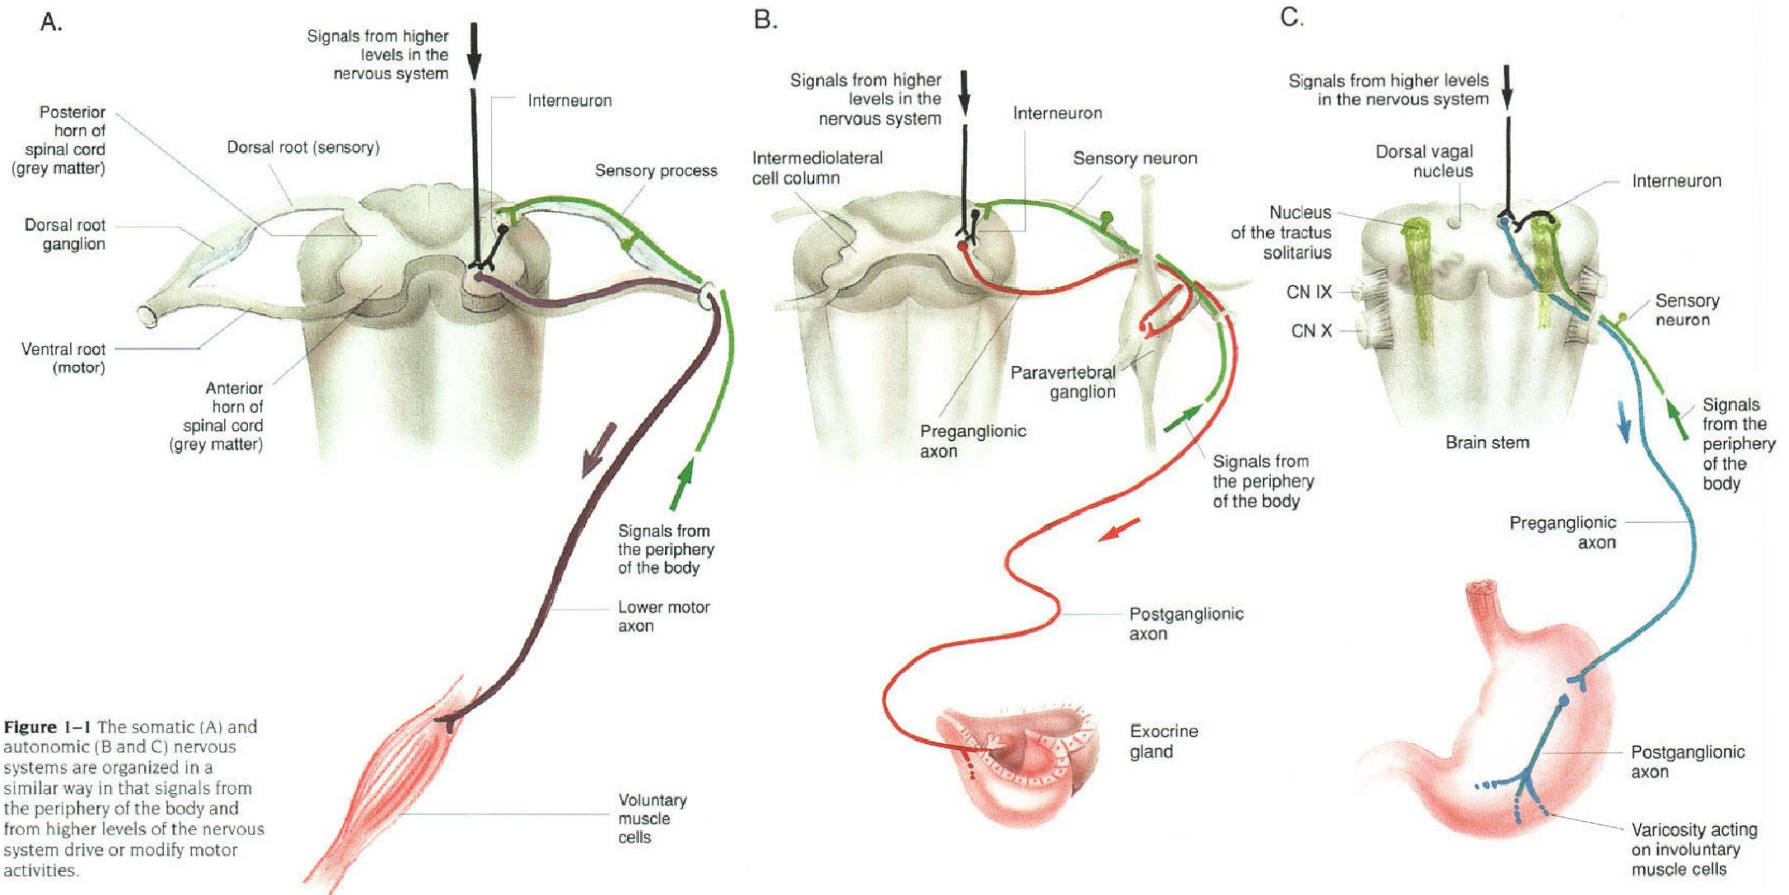 A.
Signals from higher
levels in the
nervous system
Interneuron
Posterior
horn of
spinal cord
(grey matter)
Dorsal root (sensory)
Sensory process
Dorsal root
ganglion
Ventral root
(motor)
Anterior
horn of
spinal cord
(grey matter)
Signals from
the periphery
of the body
Lower motor
axon
Voluntary
muscle
cells
Figure I–1 The somatic (A) and
autonomic (B and C) nervous
systems are organized in a
similar way in that signals from
the periphery of the body and
from higher levels of the nervous
system drive or modify motor
activities.
B.
Signals from higher
levels in the
nervous system
Interneuron
Intermediolateral
cell column
Sensory neuron
Paravertebral
ganglion
Preganglionic
axon
Signals from
the periphery
of the body
Postganglionic
axon
Exocrine
gland
C.
Signals from higher levels
in the nervous system
Dorsal vagal
nucleus
Interneuron
Nucleus
of the tractus
solitarius
CN IX
CN X
Sensory
neuron
Signals
from the
periphery
of the
body
Brain stem
Preganglionic
axon
Postganglionic
axon
Varicosity acting
on involuntary
muscle cells